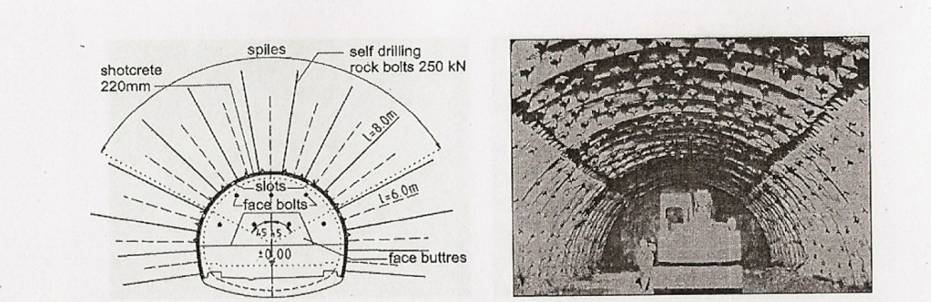 spiles
self drilling
rock bolts 250 kN
shotcrete
220mm
l=8.0m
l=6.0m
slots
face bolts
45 45
±0,00
face buttres